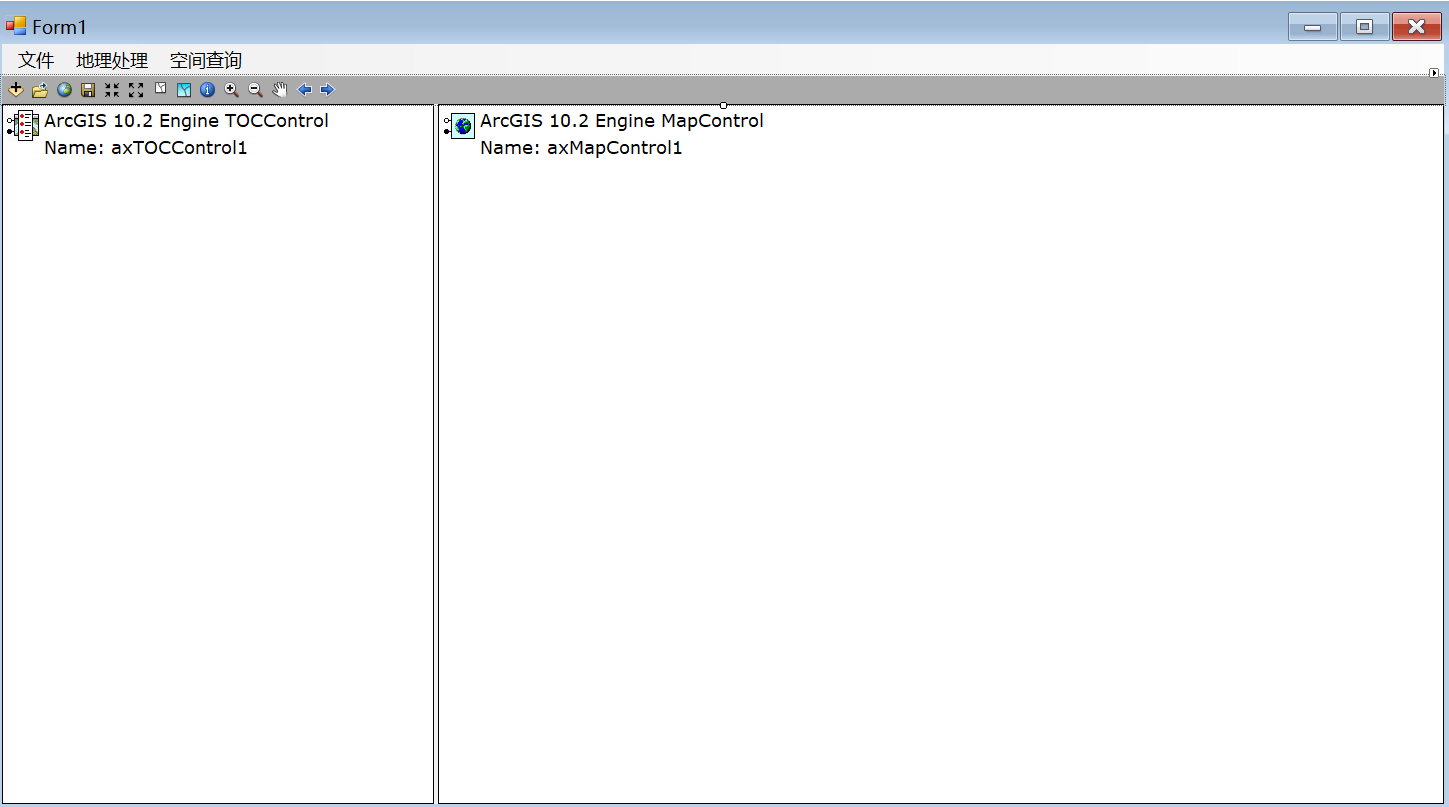 Form1
文件 地理处理 空间查询
ArcGIS 10.2 Engine TOCControl
Name: axTOCControl1
ArcGIS 10.2 Engine MapControl
Name: axMapControl1